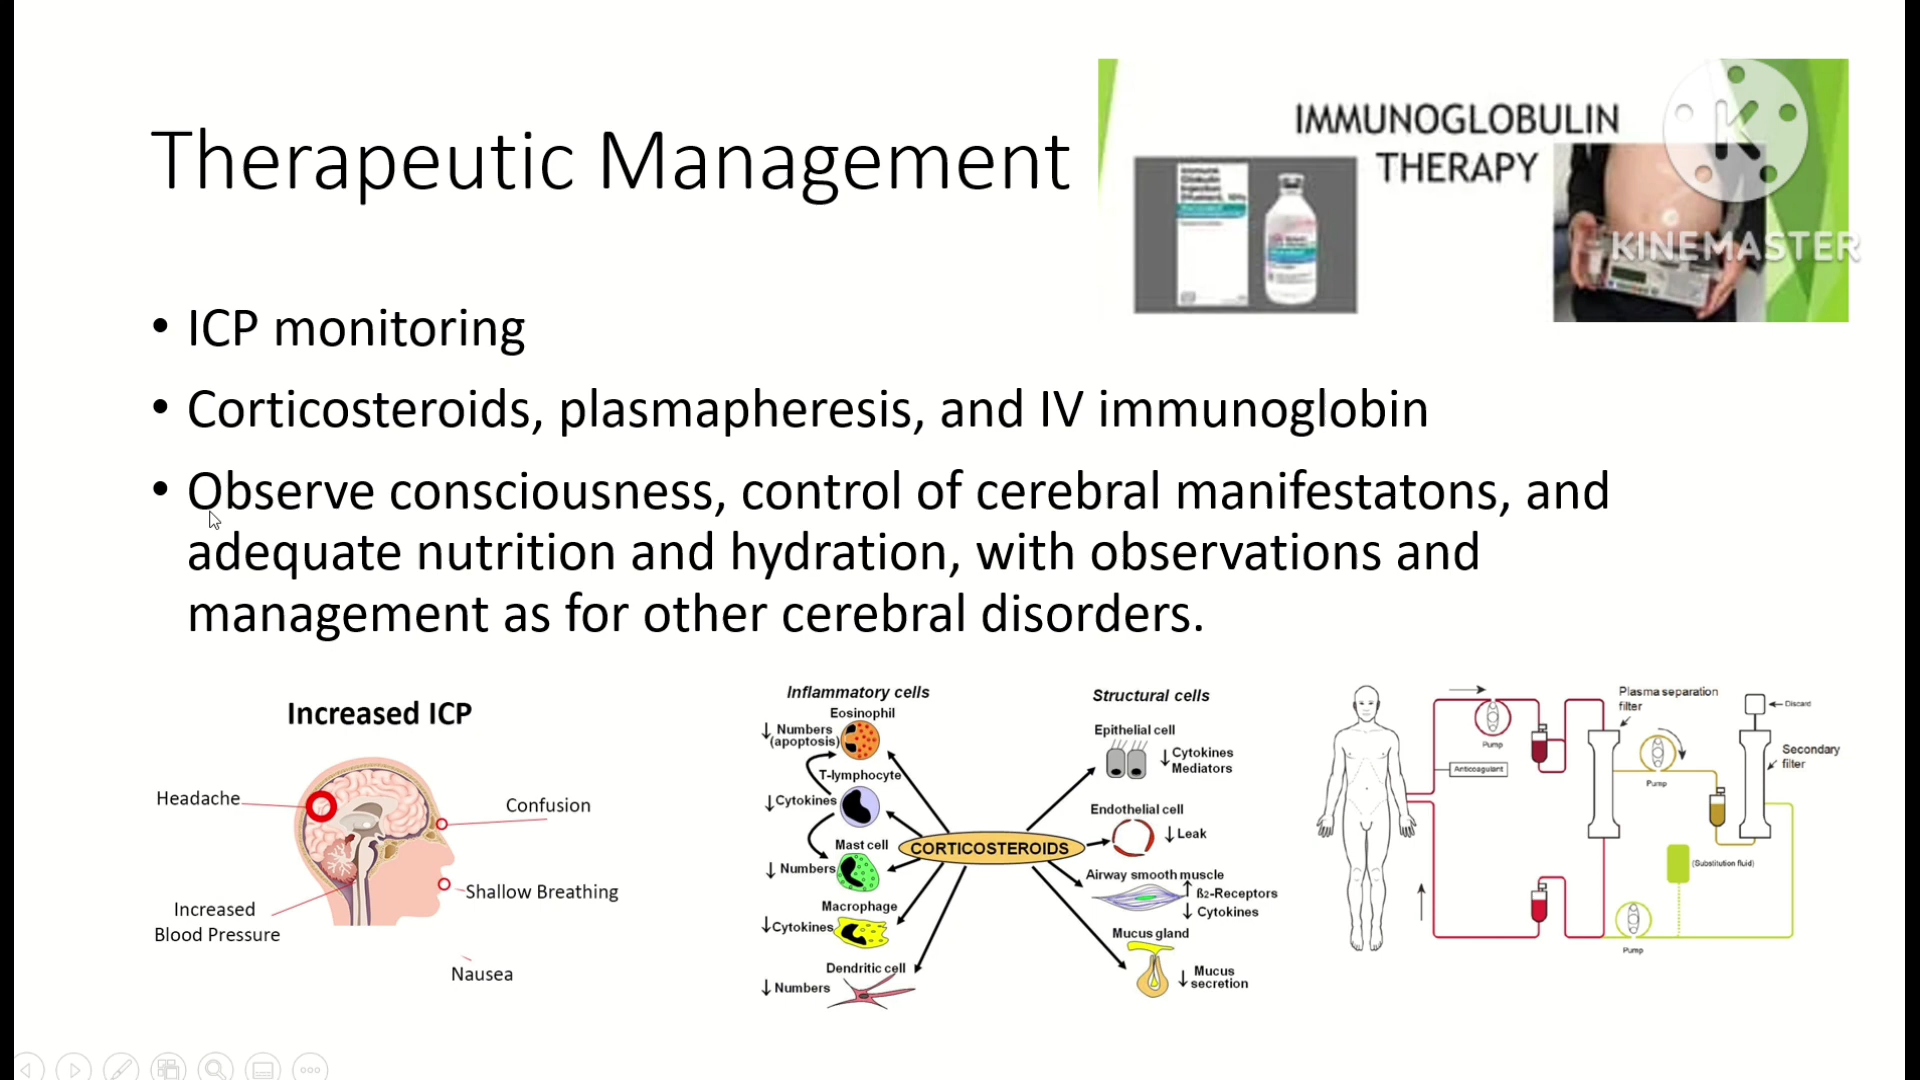 Therapeutic Management
IMMUNOGLOBULIN
THERAPY
KINEMASTER
• ICP monitoring
• Corticosteroids, plasmapheresis, and IV immunoglobin
• Observe consciousness, control of cerebral manifestatons, and
adequate nutrition and hydration, with observations and
management as for other cerebral disorders.
Increased ICP
Headache
Confusion
Shallow Breathing
Increased
Blood Pressure
Nausea
Inflammatory cells
Eosinophil
↓ Numbers
(apoptosis)
T-lymphocyte
↓ Cytokines
Mast cell
↓ Numbers
Macrophage
↓ Cytokines
Dendritic cell
↓ Numbers
CORTICOSTEROIDS
Structural cells
Epithelial cell
↓ Cytokines
Mediators
Endothelial cell
↓ Leak
Airway smooth muscle
↑ ß2-Receptors
↓ Cytokines
Mucus gland
↓ Mucus
secretion
Plasma separation
filter
Discard
Pump
Secondary
filter
Anticoagulant
Pump
(Substitution fluid)
Pump